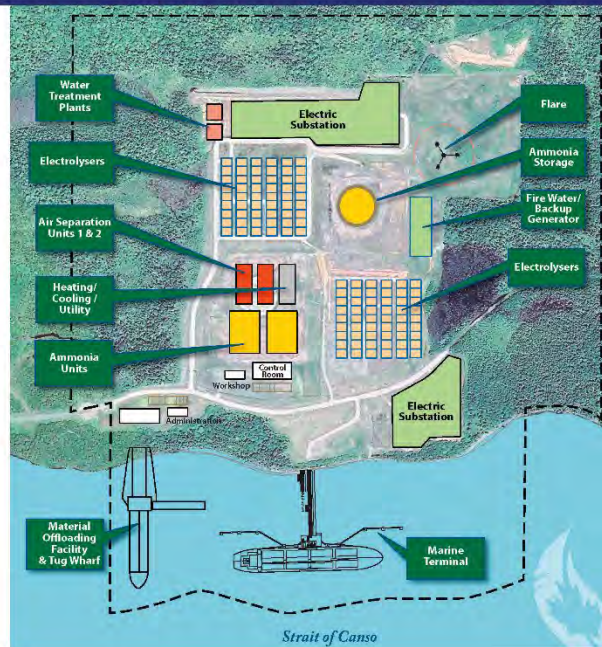 Water
Treatment
Plants
Electric
Substation
Flare
Electrolysers
Ammonia
Storage
Air Separation
Units 1 & 2
Fire Water/
Backup
Generator
Heating/
Cooling /
Utility
Electrolysers
Ammonia
Units
Control
Room
Workshop
Electric
Substation
Administration
Material
Offloading
Facility
& Tug Wharf
Marine
Terminal
Strait of Canso